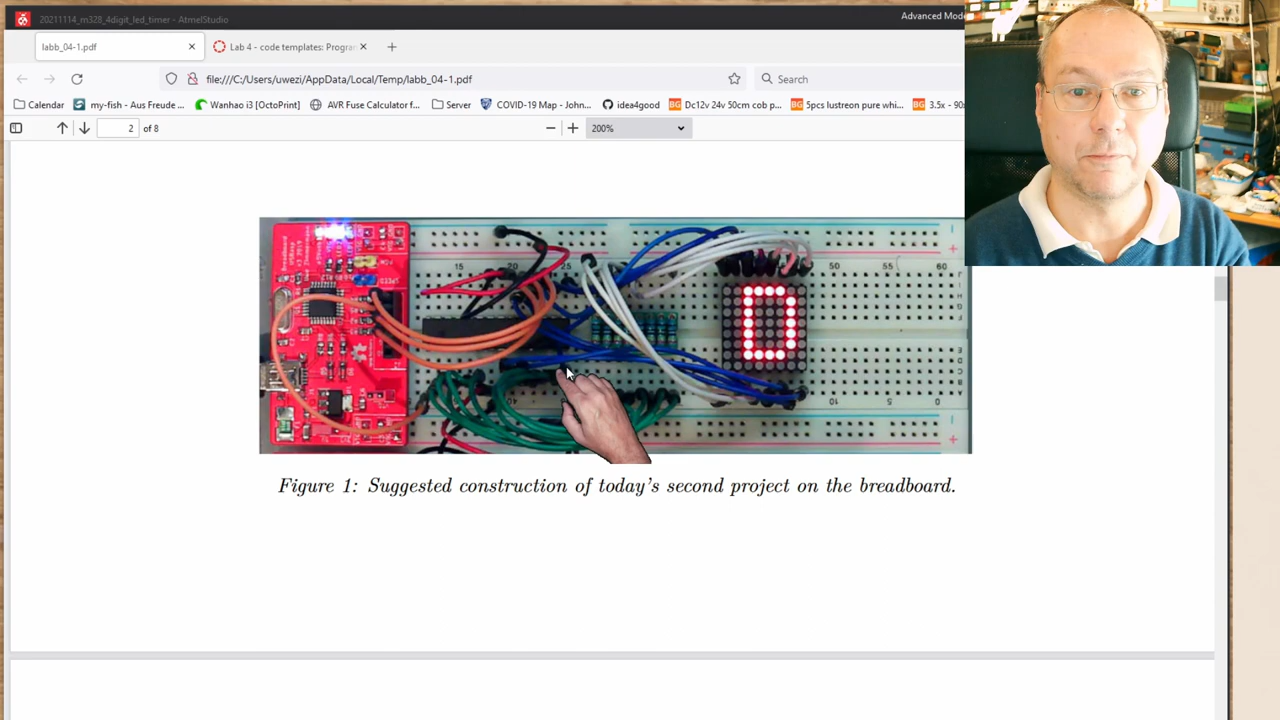 20211114_m328_4digit_led_timer - AtmelStudio
Advanced Mod
labb_04-1.pdf
Lab 4 - code templates: Progra
file:///C:/Users/uwezi/AppData/Local/Temp/labb_04-1.pdf
Search
Calendar my-fish - Aus Freude ... Wanhao i3 [OctoPrint] AVR Fuse Calculator f... Server COVID-19 Map - John... idea4good Dc12v 24v 50cm cob p... 5pcs lustreon pure whi... 3.5x - 90x
2 of 8
200%
15 20 25 50 55 60
10 5 0
Figure 1: Suggested construction of today's second project on the breadboard.